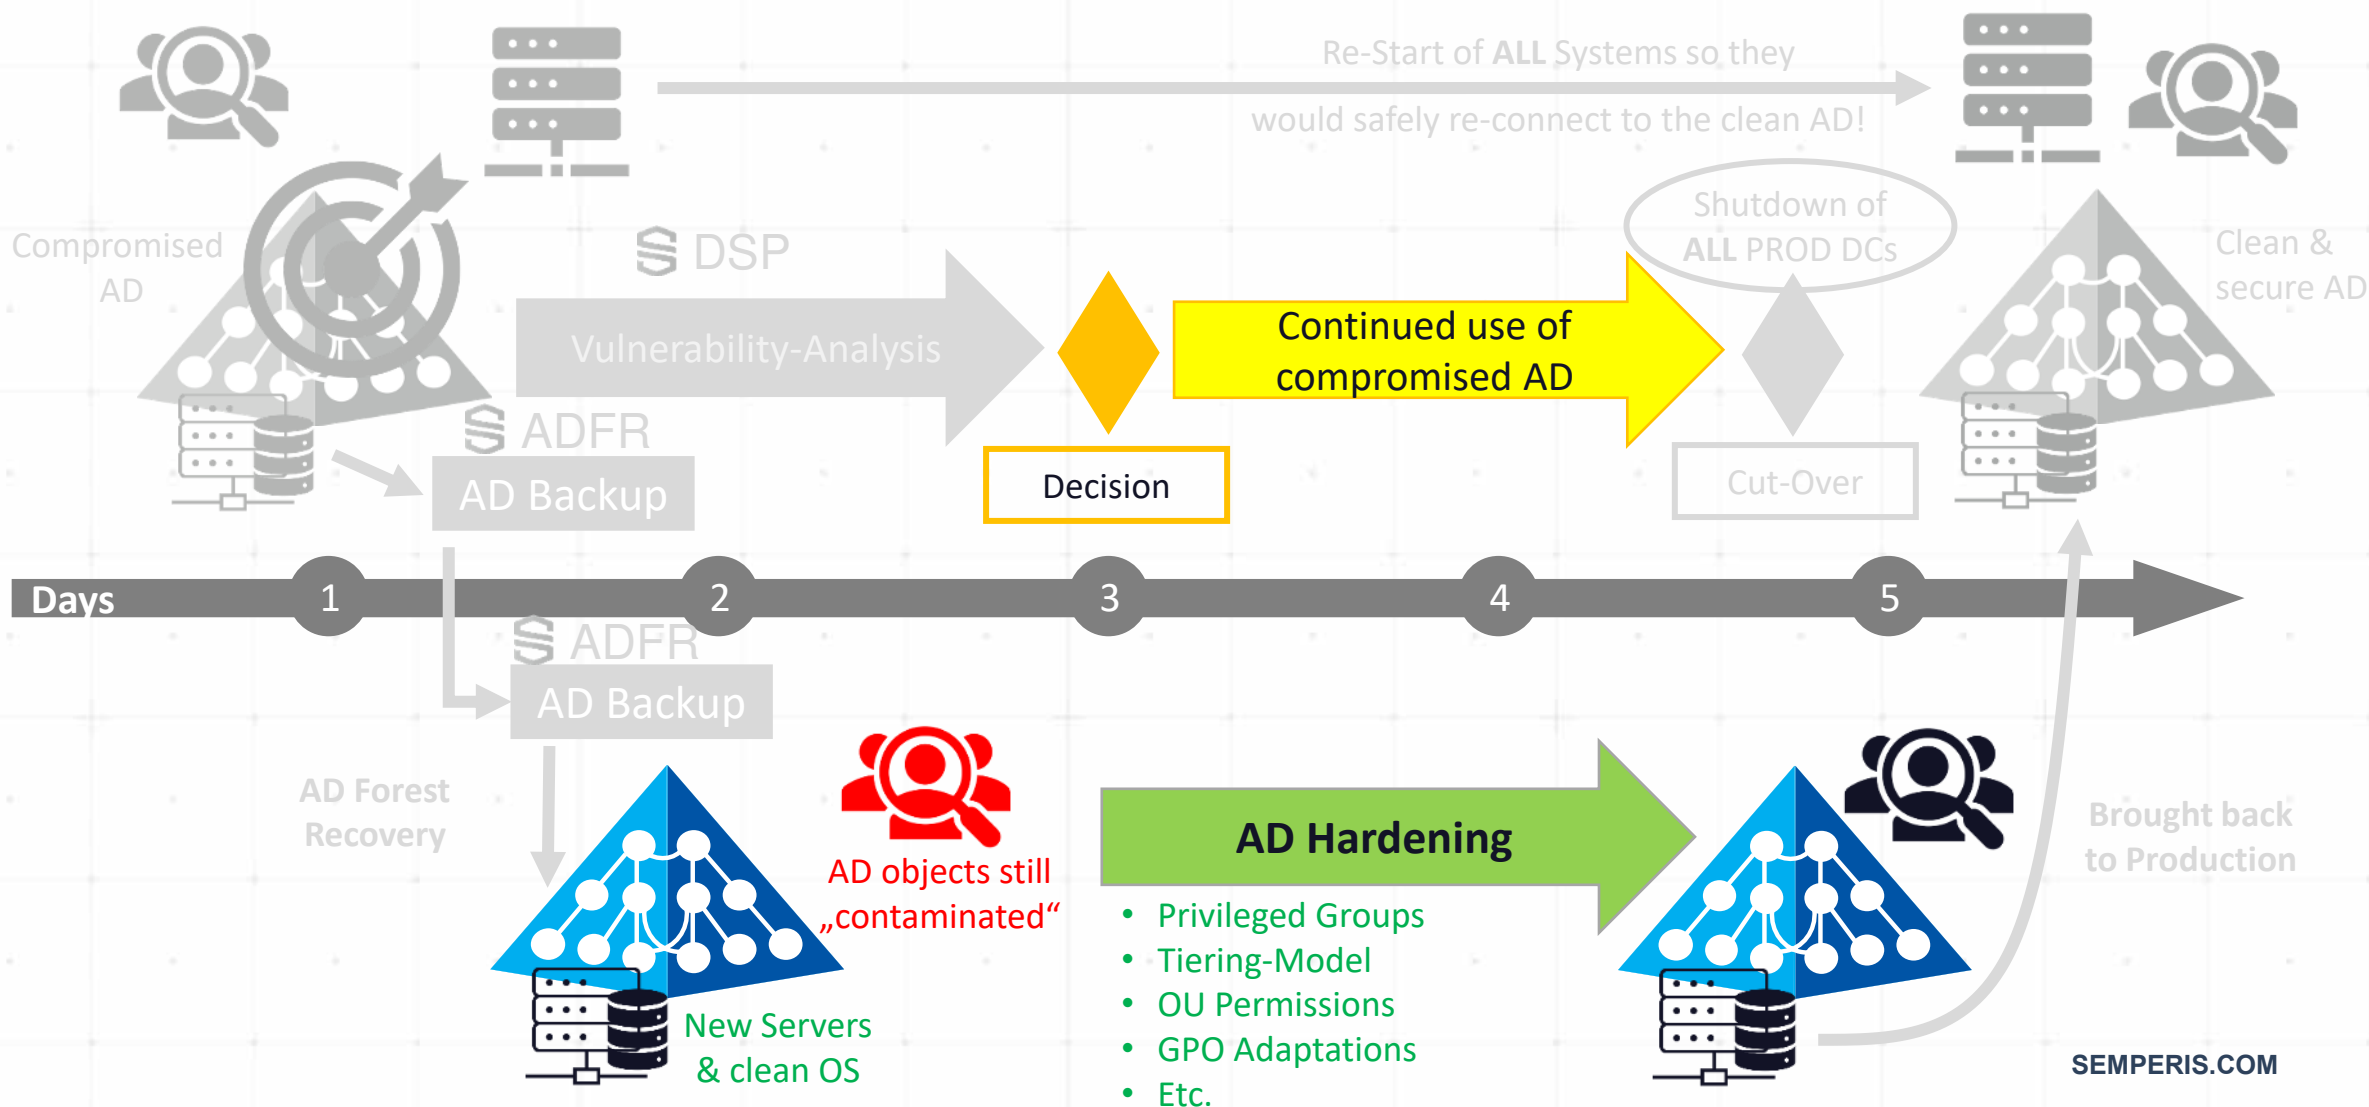 Re-Start of ALL Systems so they
would safely re-connect to the clean AD!
Compromised
AD
DSP
Vulnerability-Analysis
Shutdown of
ALL PROD DCs
Clean &
secure AD
Continued use of
compromised AD
ADFR
AD Backup
Decision
Cut-Over
Days
1
2
3
4
5
ADFR
AD Backup
AD Forest
Recovery
AD objects still
„contaminated“
New Servers
& clean OS
AD Hardening
• Privileged Groups
• Tiering-Model
• OU Permissions
• GPO Adaptations
• Etc.
Brought back
to Production
SEMPERIS.COM